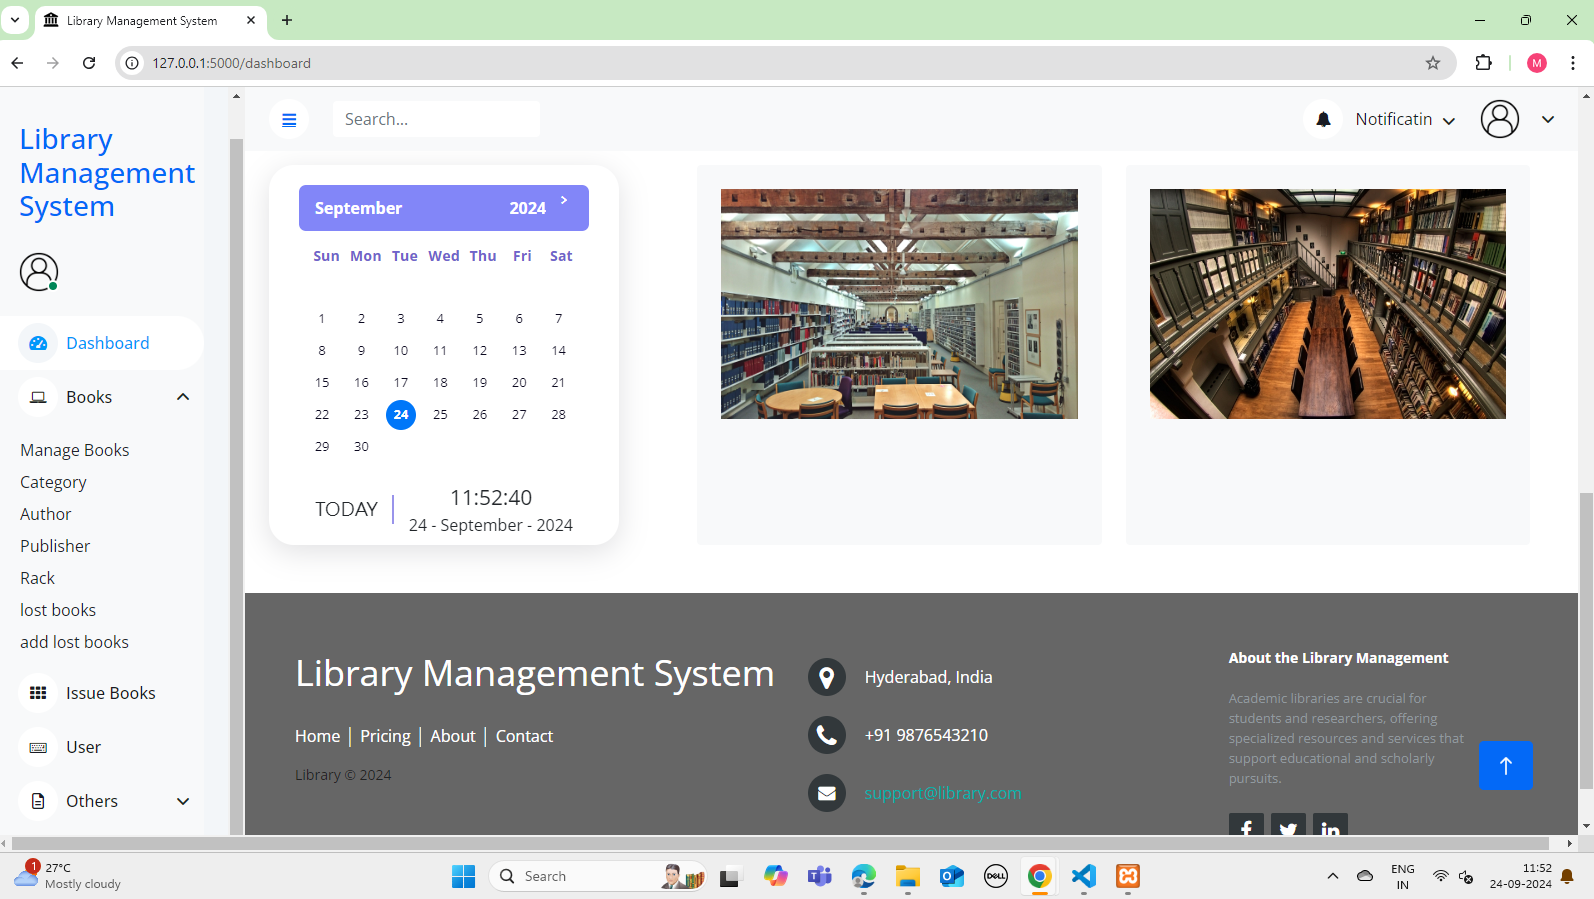 Library Management System
127.0.0.1:5000/dashboard
M
Library
Management
System
Dashboard
Books
Manage Books
Category
Author
Publisher
Rack
lost books
add lost books
Issue Books
User
Others
Search...
Notificatin
September 2024
Sun Mon Tue Wed Thu Fri Sat
1 2 3 4 5 6 7
8 9 10 11 12 13 14
15 16 17 18 19 20 21
22 23 24 25 26 27 28
29 30
TODAY
11:52:40
24 - September - 2024
Library Management System
Home | Pricing | About | Contact
Library © 2024
Hyderabad, India
+91 9876543210
support@library.com
About the Library Management
Academic libraries are crucial for
students and researchers, offering
specialized resources and services that
support educational and scholarly
pursuits.
1
27°C
Mostly cloudy
Search
DELL
ENG
IN
11:52
24-09-2024